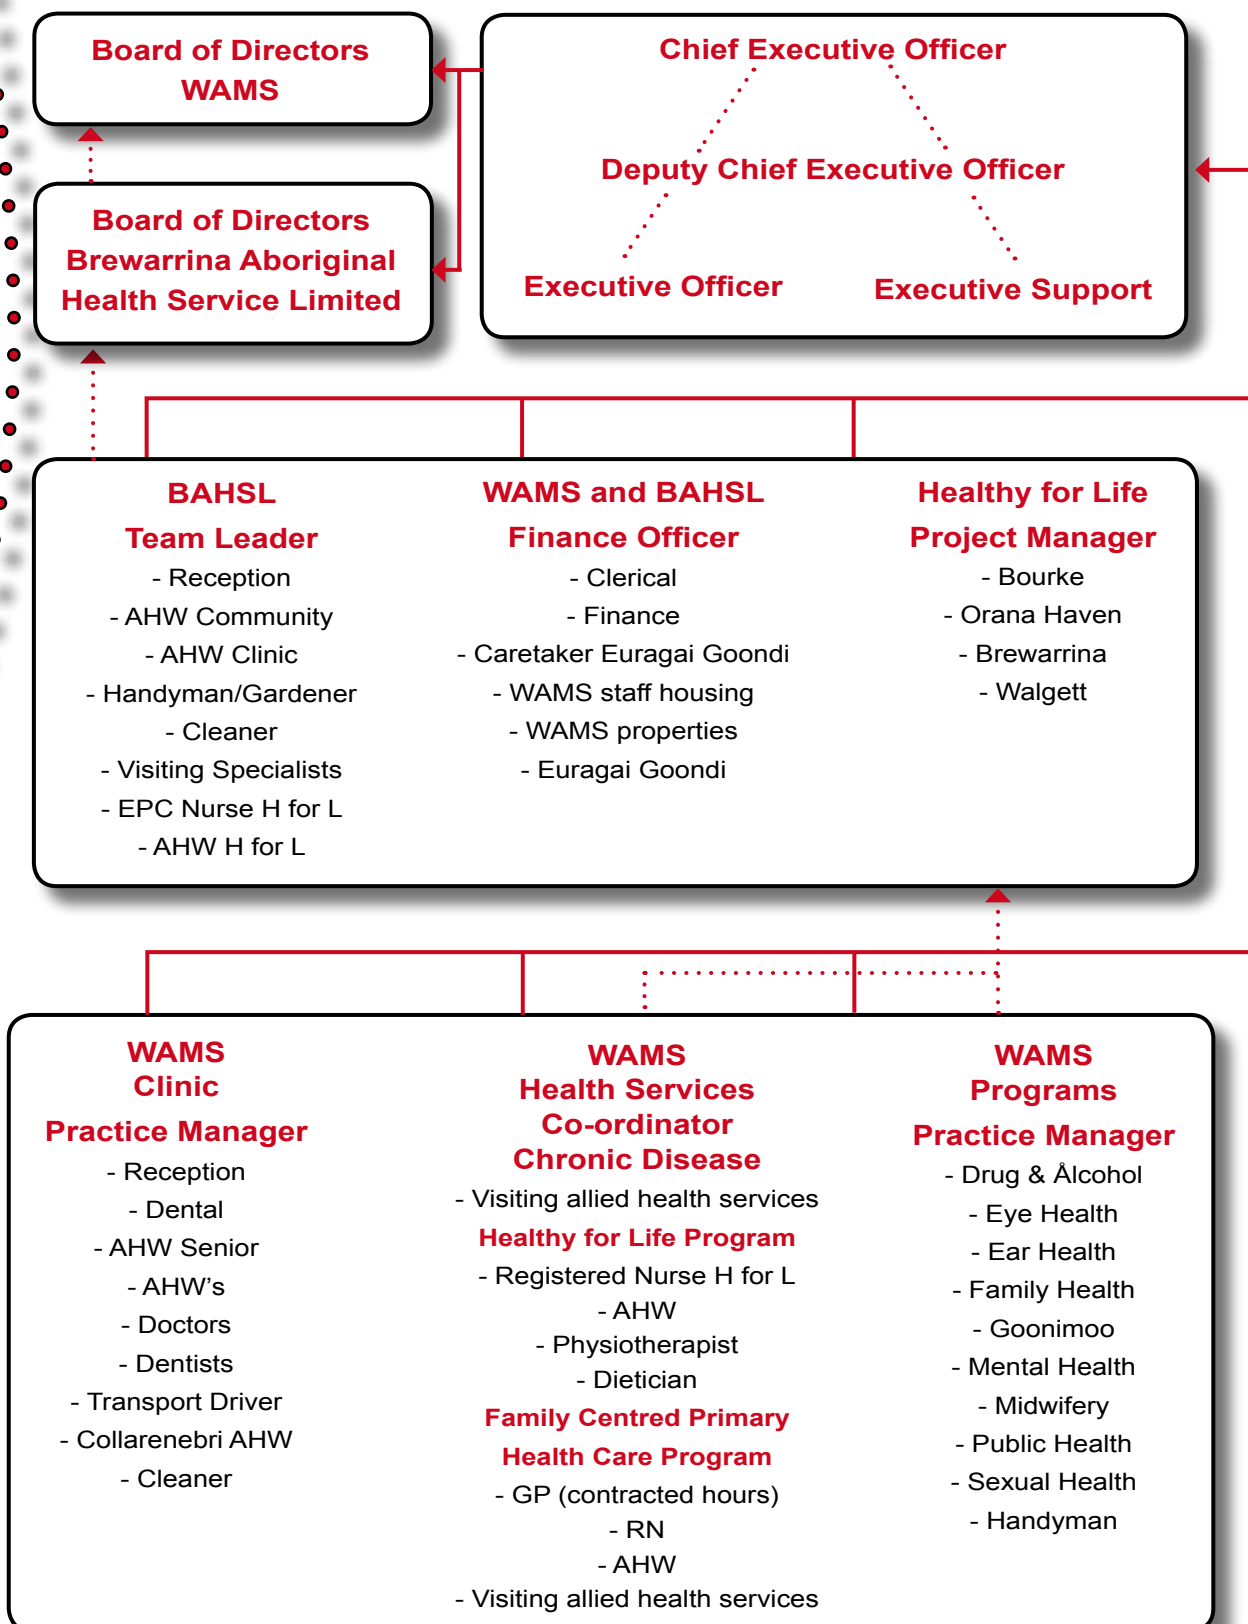 Board of Directors
WAMS
Chief Executive Officer
Deputy Chief Executive Officer
Executive Officer
Executive Support
Board of Directors
Brewarrina Aboriginal
Health Service Limited
BAHSL
Team Leader
- Reception
- AHW Community
- AHW Clinic
- Handyman/Gardener
- Cleaner
- Visiting Specialists
- EPC Nurse H for L
- AHW H for L
WAMS and BAHSL
Finance Officer
- Clerical
- Finance
- Caretaker Euragai Goondi
- WAMS staff housing
- WAMS properties
- Euragai Goondi
Healthy for Life
Project Manager
- Bourke
- Orana Haven
- Brewarrina
- Walgett
WAMS
Clinic
Practice Manager
- Reception
- Dental
- AHW Senior
- AHW’s
- Doctors
- Dentists
- Transport Driver
- Collarenebri AHW
- Cleaner
WAMS
Health Services
Co-ordinator
Chronic Disease
- Visiting allied health services
Healthy for Life Program
- Registered Nurse H for L
- AHW
- Physiotherapist
- Dietician
Family Centred Primary
Health Care Program
- GP (contracted hours)
- RN
- AHW
- Visiting allied health services
WAMS
Programs
Practice Manager
- Drug & Ålcohol
- Eye Health
- Ear Health
- Family Health
- Goonimoo
- Mental Health
- Midwifery
- Public Health
- Sexual Health
- Handyman